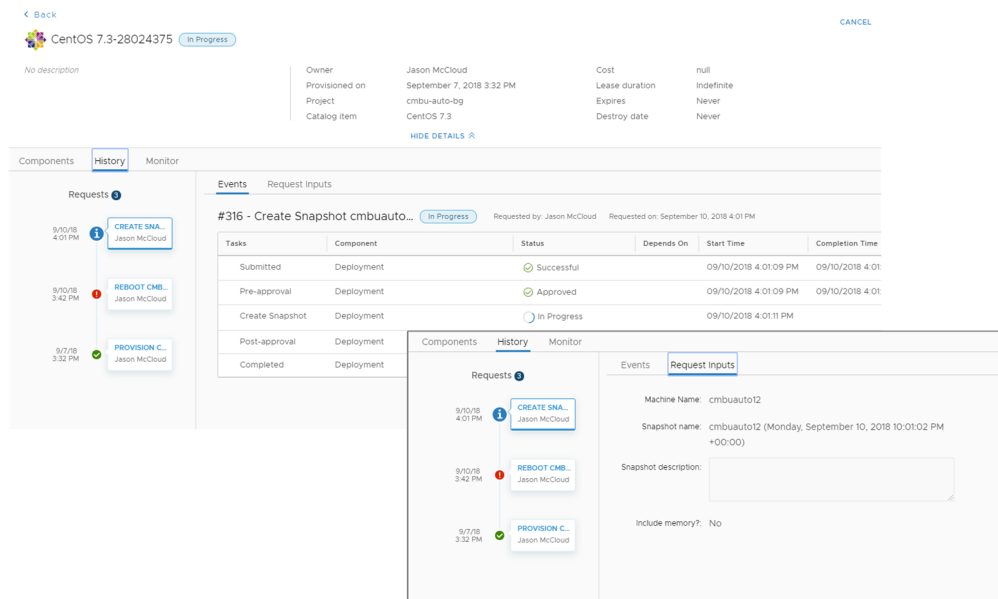 Back
CANCEL
CentOS 7.3-28024375 In Progress
No description
Owner Jason McCloud Cost null
Provisioned on September 7, 2018 3:32 PM Lease duration Indefinite
Project cmbu-auto-bg Expires Never
Catalog item CentOS 7.3 Destroy date Never
HIDE DETAILS
Components History Monitor
Requests 3
9/10/18
4:01 PM
CREATE SNA...
Jason McCloud
9/10/18
3:42 PM
REBOOT CMB...
Jason McCloud
9/7/18
3:32 PM
PROVISION C...
Jason McCloud
Events Request Inputs
#316 - Create Snapshot cmbuauto... In Progress Requested by: Jason McCloud Requested on: September 10, 2018 4:01 PM
Tasks Component Status Depends On Start Time Completion Time
Submitted Deployment Successful 09/10/2018 4:01:09 PM 09/10/2018 4:01:
Pre-approval Deployment Approved 09/10/2018 4:01:09 PM 09/10/2018 4:01:
Create Snapshot Deployment In Progress 09/10/2018 4:01:11 PM
Post-approval Deployment
Completed Deployment
Components History Monitor
Requests 3
9/10/18
4:01 PM
CREATE SNA...
Jason McCloud
9/10/18
3:42 PM
REBOOT CMB...
Jason McCloud
9/7/18
3:32 PM
PROVISION C...
Jason McCloud
Events Request Inputs
Machine Name: cmbuauto12
Snapshot name: cmbuauto12 (Monday, September 10, 2018 10:01:02 PM
+00:00)
Snapshot description:
Include memory?: No